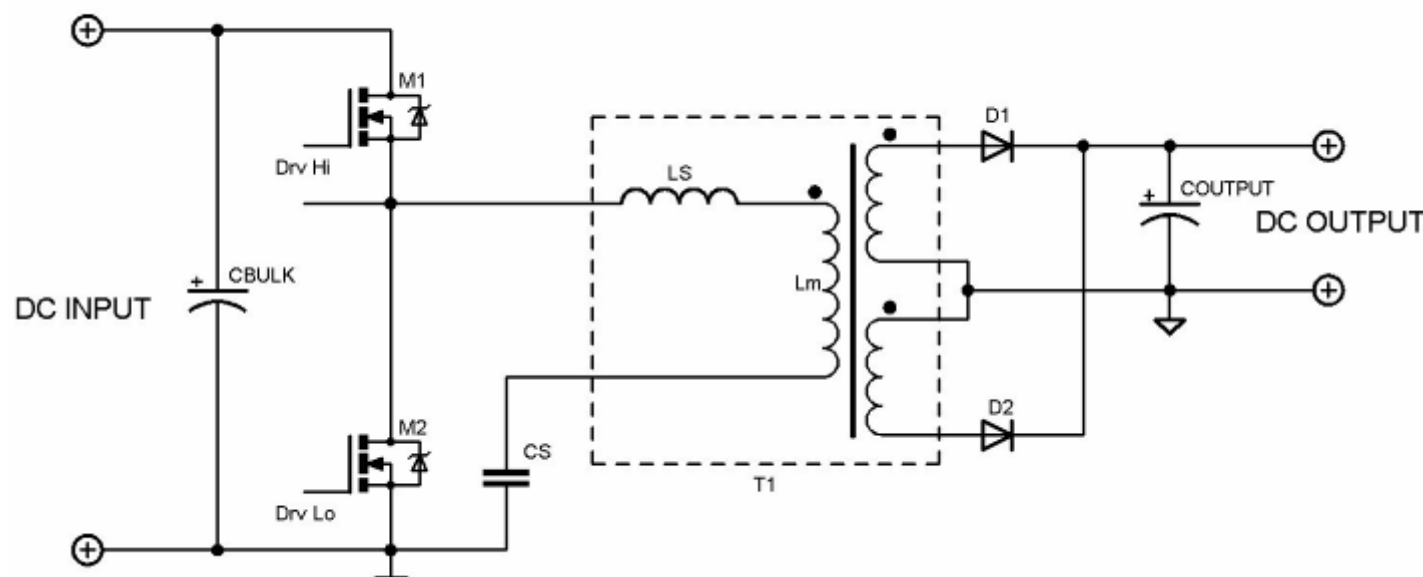 M1
Drv Hi
LS
D1
COUTPUT
DC OUTPUT
+
CBULK
+
DC INPUT
Lm
M2
Drv Lo
CS
D2
T1